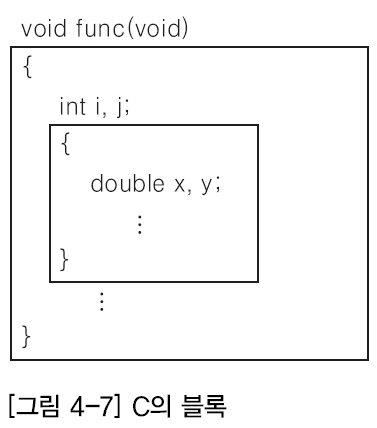 void func(void)
{
int i, j;
{
double x, y;
⋮
}
⋮
}
[그림 4-7] C의 블록